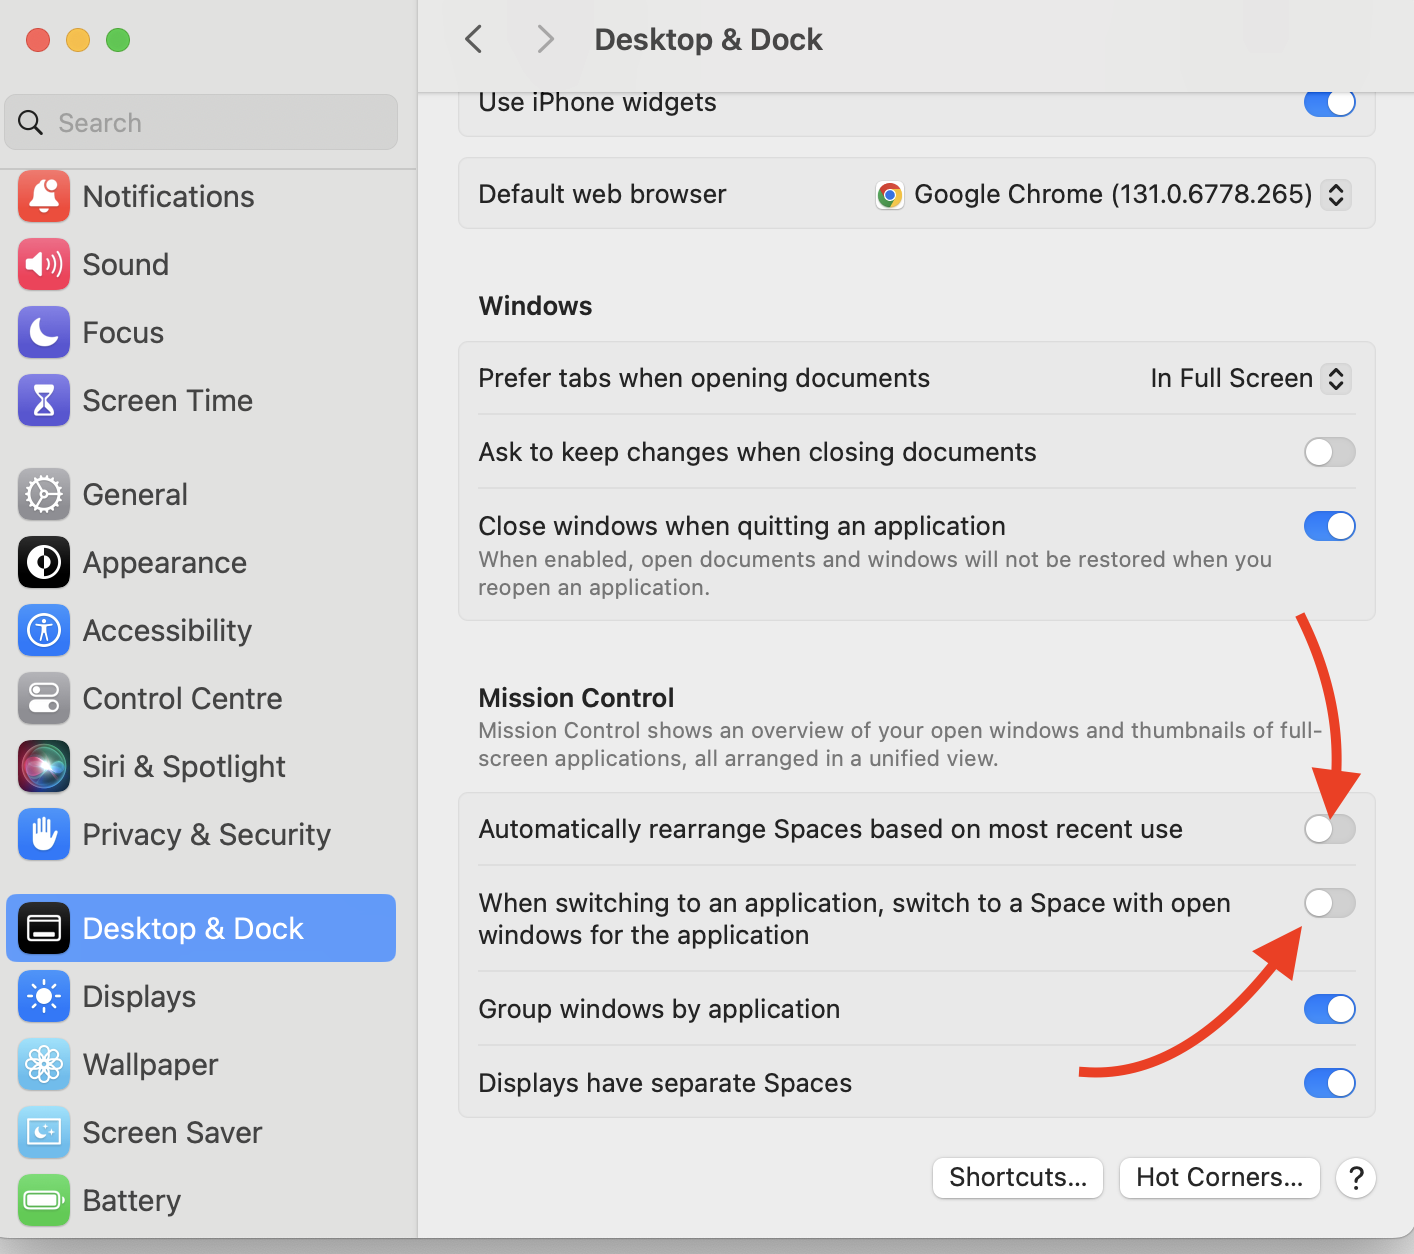 Desktop & Dock
Search
Notifications
Sound
Focus
Screen Time
General
Appearance
Accessibility
Control Centre
Siri & Spotlight
Privacy & Security
Desktop & Dock
Displays
Wallpaper
Screen Saver
Battery
Use iPhone widgets
Default web browser Google Chrome (131.0.6778.265)
Windows
Prefer tabs when opening documents In Full Screen
Ask to keep changes when closing documents
Close windows when quitting an application
When enabled, open documents and windows will not be restored when you
reopen an application.
Mission Control
Mission Control shows an overview of your open windows and thumbnails of full-
screen applications, all arranged in a unified view.
Automatically rearrange Spaces based on most recent use
When switching to an application, switch to a Space with open
windows for the application
Group windows by application
Displays have separate Spaces
Shortcuts... Hot Corners... ?